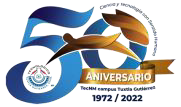 Ciencia y tecnología con sentido humano
50
ANIVERSARIO
TecNM campus Tuxtla Gutiérrez
1972 / 2022